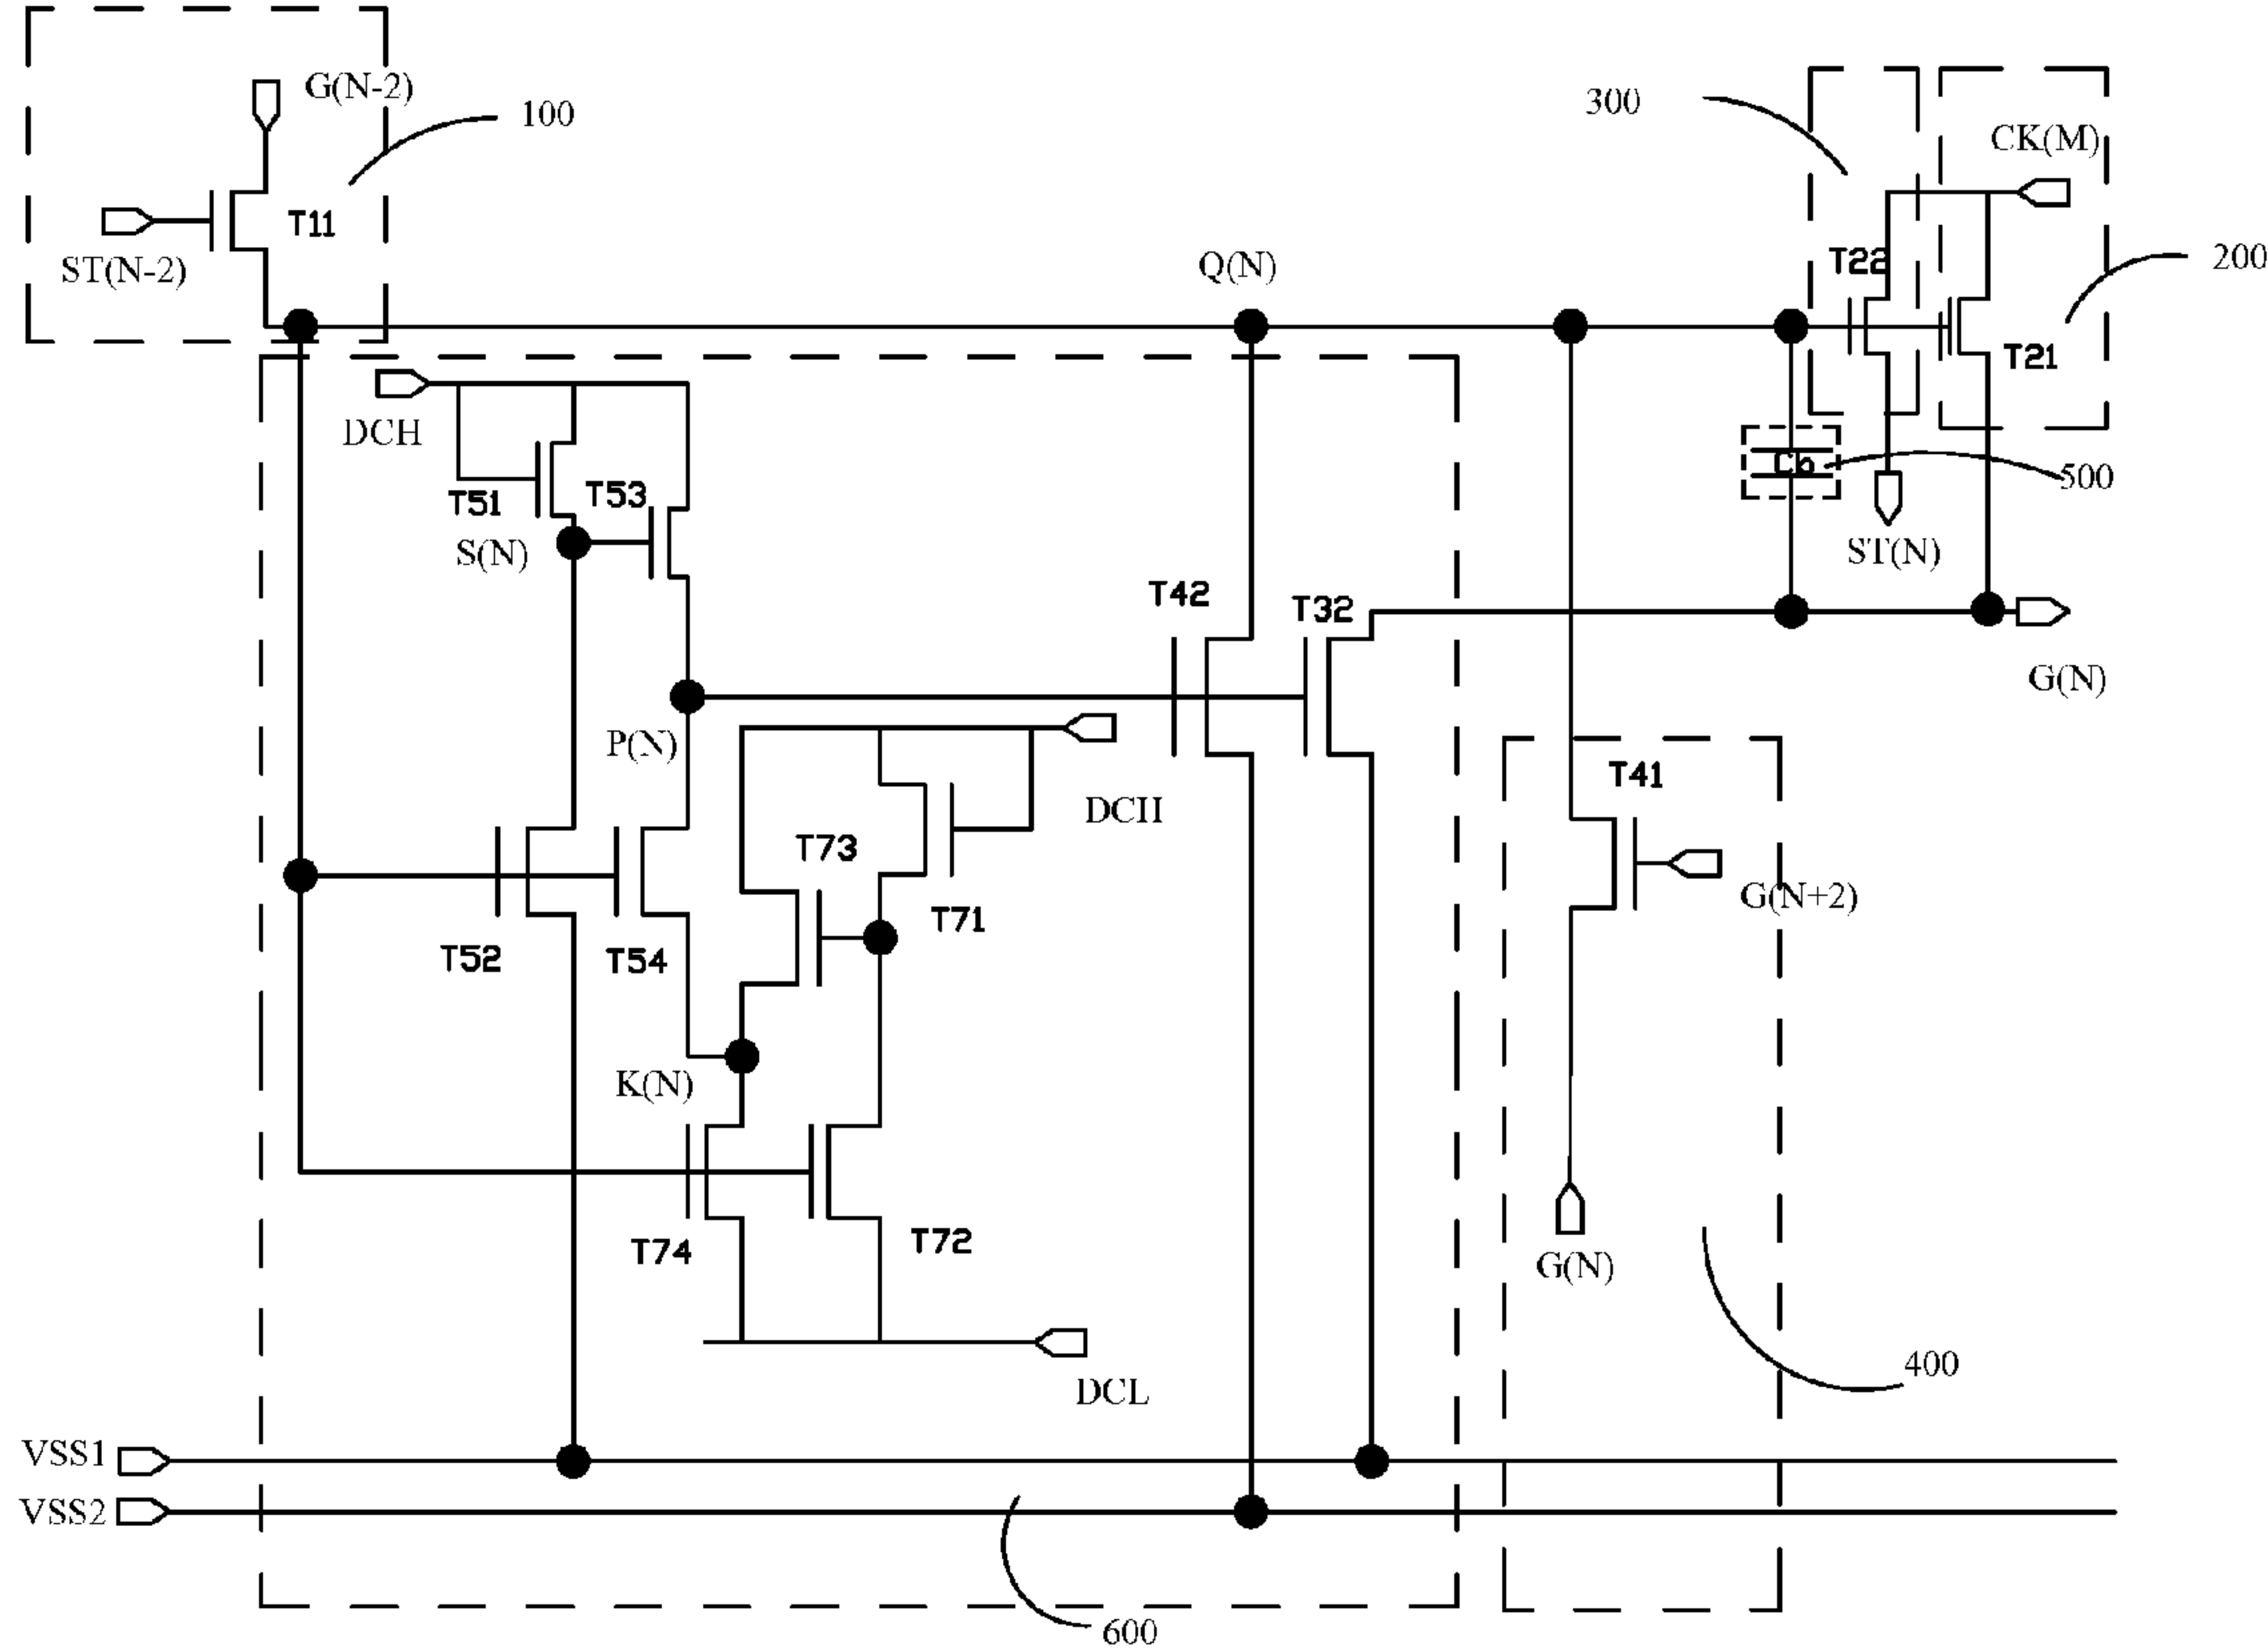 G(N-2)
100
300
CK(M)
T11
ST(N-2)
Q(N)
T22
200
T21
DCH
Cb
500
T51
T53
S(N)
ST(N)
T42
T32
G(N)
P(N)
T41
DCH
T73
G(N+2)
T71
T52
T54
K(N)
T74
T72
G(N)
400
DCL
VSS1
VSS2
600